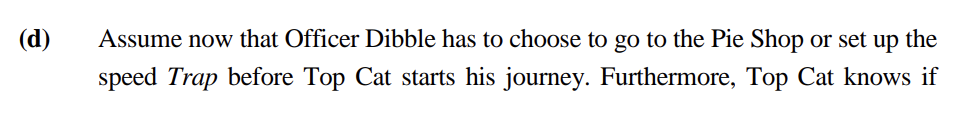 (d) Assume now that Officer Dibble has to choose to go to the Pie Shop or set up the
speed Trap before Top Cat starts his journey. Furthermore, Top Cat knows if